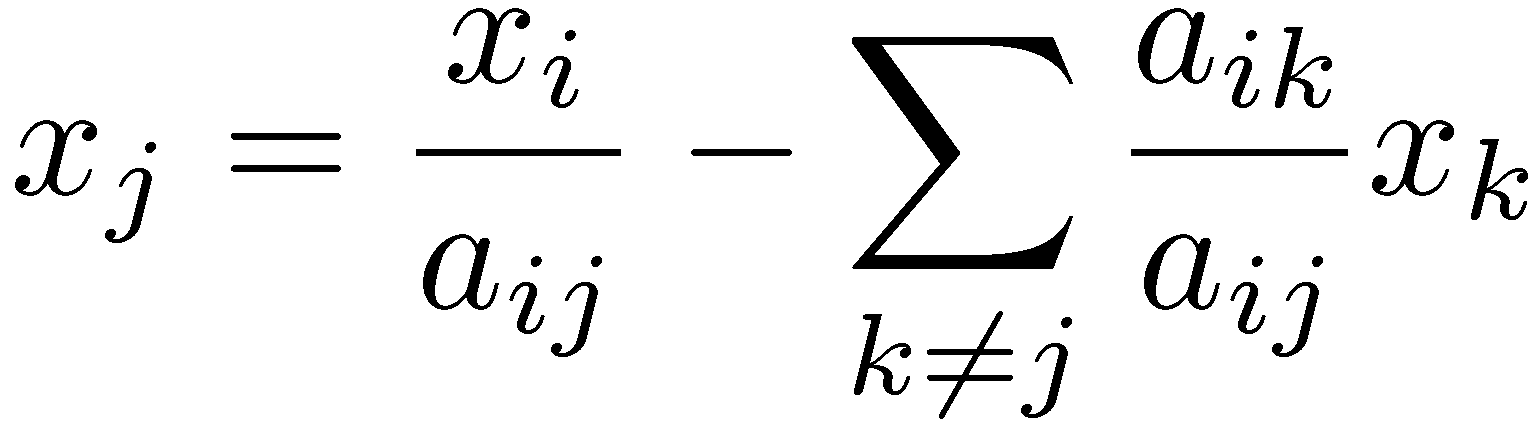 x_j = \frac{x_i}{a_{ij}} - \sum_{k \neq j} \frac{a_{ik}}{a_{ij}} x_k